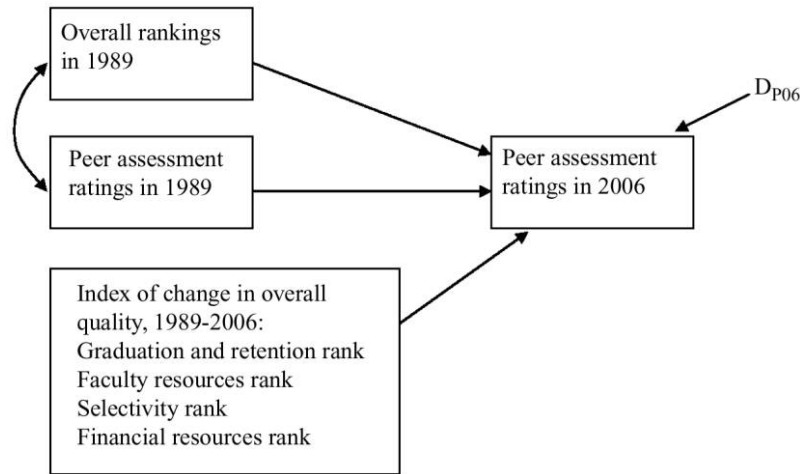 Overall rankings
in 1989
D_P06
Peer assessment
ratings in 1989
Peer assessment
ratings in 2006
Index of change in overall
quality, 1989-2006:
Graduation and retention rank
Faculty resources rank
Selectivity rank
Financial resources rank